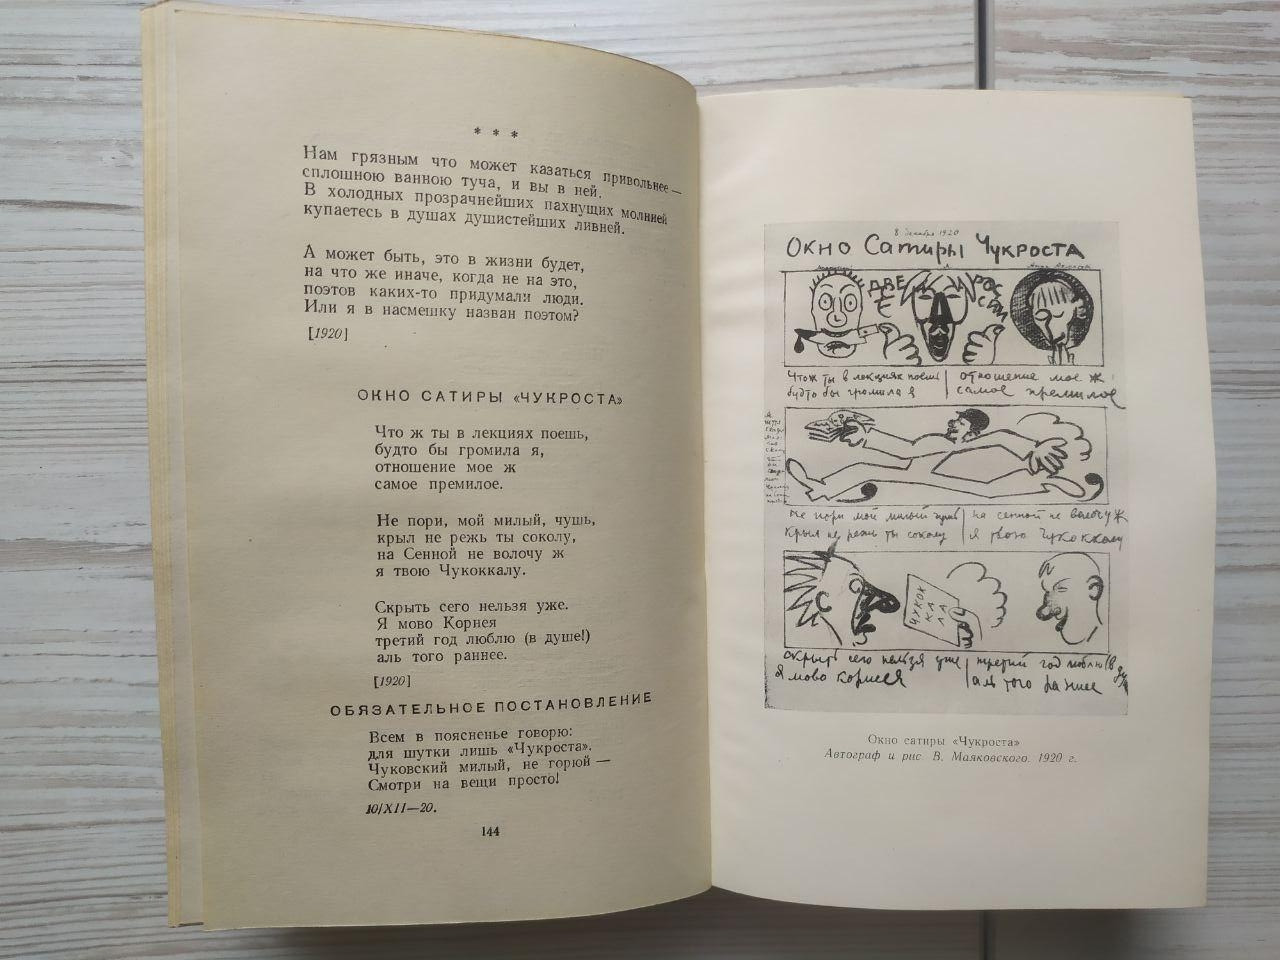 * * *
Нам грязным что может казаться привольнее —
сплошною ванною туча, и вы в ней.
В холодных прозрачнейших пахнущих молнией
купаетесь в душах душистейших ливней.
А может быть, это в жизни будет,
на что же иначе, когда не на это,
поэтов каких-то придумали люди.
Или я в насмешку назван поэтом?
[1920]
ОКНО САТИРЫ «ЧУКРОСТА»
Что ж ты в лекциях поешь,
будто бы громила я,
отношение мое ж
самое премилое.
Не пори, мой милый, чушь,
крыл не режь ты соколу,
на Сенной не волочу ж
я твою Чукоккалу.
Скрыть сего нельзя уже.
Я мово Корнея
третий год люблю (в душе!)
аль того раннее.
[1920]
ОБЯЗАТЕЛЬНОЕ ПОСТАНОВЛЕНИЕ
Всем в поясненье говорю:
для шутки лишь «Чукроста».
Чуковский милый, не горюй —
Смотри на вещи просто!
10/XII—20.
144
8 декабря 1920
Окно Сатиры Чукроста
ДВЕ РОССИИ
Что ж ты в лекциях поешь
будто бы громила я
отношение мое ж
самое премилое
Не пори мой милый чушь
Крыл не режь ты соколу
на сенной не волочу ж
я твою Чукоккалу
ЧУКОККАЛА
скрыть сего нельзя уже
я мово корнея
третий год люблю (в
аль того раннее
Окно сатиры «Чукроста»
Автограф и рис. В. Маяковского. 1920 г.